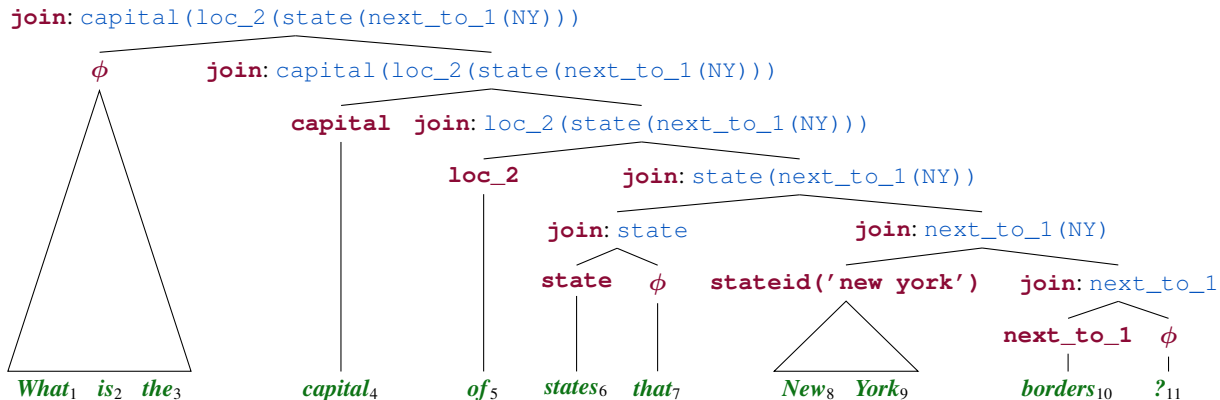 join: capital(loc_2(state(next_to_1(NY)))
ϕ join: capital(loc_2(state(next_to_1(NY)))
capital join: loc_2(state(next_to_1(NY)))
loc_2 join: state(next_to_1(NY))
join: state join: next_to_1(NY)
state ϕ stateid('new york') join: next_to_1
next_to_1 ϕ
What₁ is₂ the₃ capital₄ of₅ states₆ that₇ New₈ York₉ borders₁₀ ?₁₁